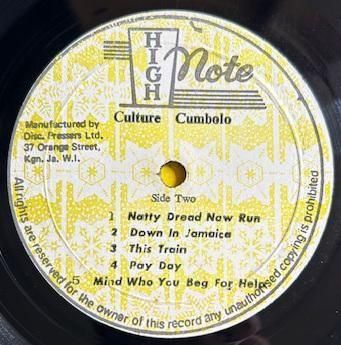 HIGH Note
Culture Cumbolo
Manufactured by
Disc. Pressers Ltd.
37 Orange Street,
Kgn. Ja. W.I.
Side Two
1 Natty Dread Naw Run
2 Down In Jamaica
3 This Train
4 Pay Day
5 Mind Who You Beg For Help
All rights are reserved for the owner of this record any unauthorised copying is prohibited